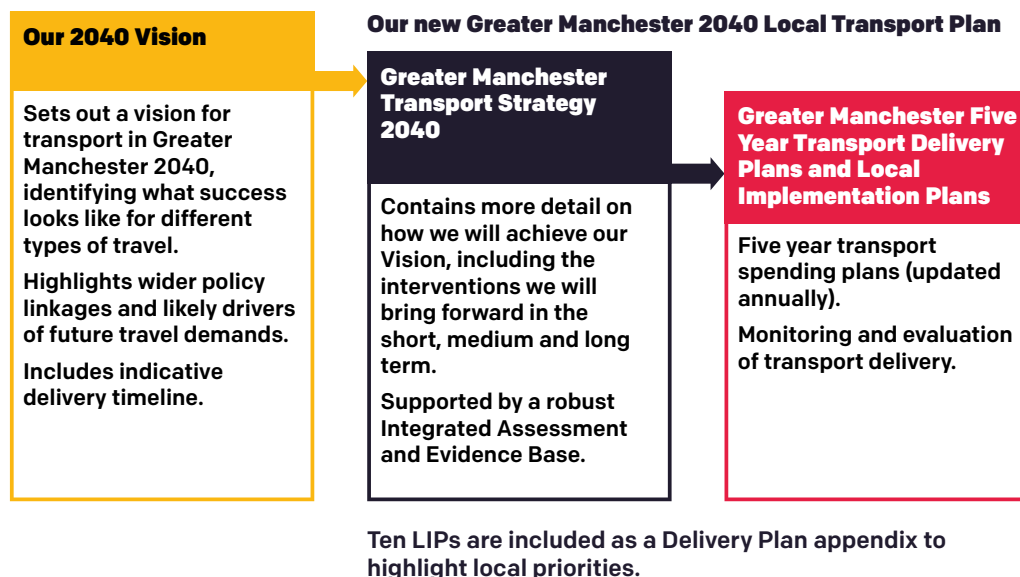 Our 2040 Vision
Sets out a vision for
transport in Greater
Manchester 2040,
identifying what success
looks like for different
types of travel.
Highlights wider policy
linkages and likely drivers
of future travel demands.
Includes indicative
delivery timeline.
Our new Greater Manchester 2040 Local Transport Plan
Greater Manchester
Transport Strategy
2040
Contains more detail on
how we will achieve our
Vision, including the
interventions we will
bring forward in the
short, medium and long
term.
Supported by a robust
Integrated Assessment
and Evidence Base.
Greater Manchester Five
Year Transport Delivery
Plans and Local
Implementation Plans
Five year transport
spending plans (updated
annually).
Monitoring and evaluation
of transport delivery.
Ten LIPs are included as a Delivery Plan appendix to
highlight local priorities.